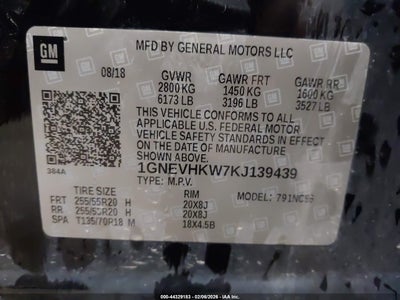 GM
MFD BY GENERAL MOTORS LLC
08/18 GVWR GAWR FRT GAWR RR
2800 KG 1450 KG 1600 KG
6173 LB 3196 LB 3527 LB
THIS VEHICLE CONFORMS TO ALL
APPLICABLE U.S. FEDERAL MOTOR
VEHICLE SAFETY STANDARDS IN EFFECT
ON THE DATE OF MANUFACTURE
SHOWN ABOVE.
384A 1GNEVHKW7KJ139439
TYPE: M.P.V.
TIRE SIZE RIM MODEL:
FRT 255/55R20 H 20X8J
RR 255/55R20 H 20X8J
SPA T135/70R18 M 18X4.5B
000-44329183 - 02/06/2026 -